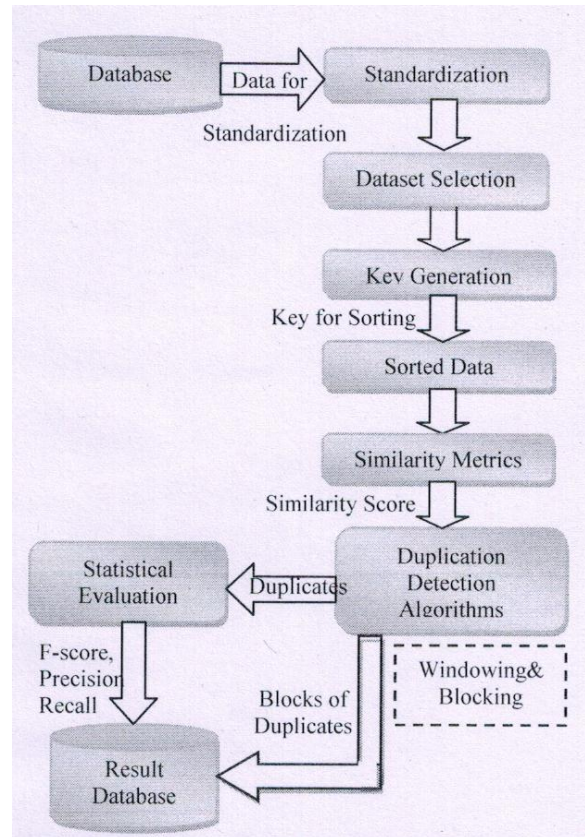 Database
Data for
Standardization
Standardization
Dataset Selection
Kev Generation
Key for Sorting
Sorted Data
Similarity Metrics
Similarity Score
Duplication
Detection
Algorithms
Duplicates
Statistical
Evaluation
Windowing&
Blocking
F-score,
Precision
Recall
Blocks of
Duplicates
Result
Database